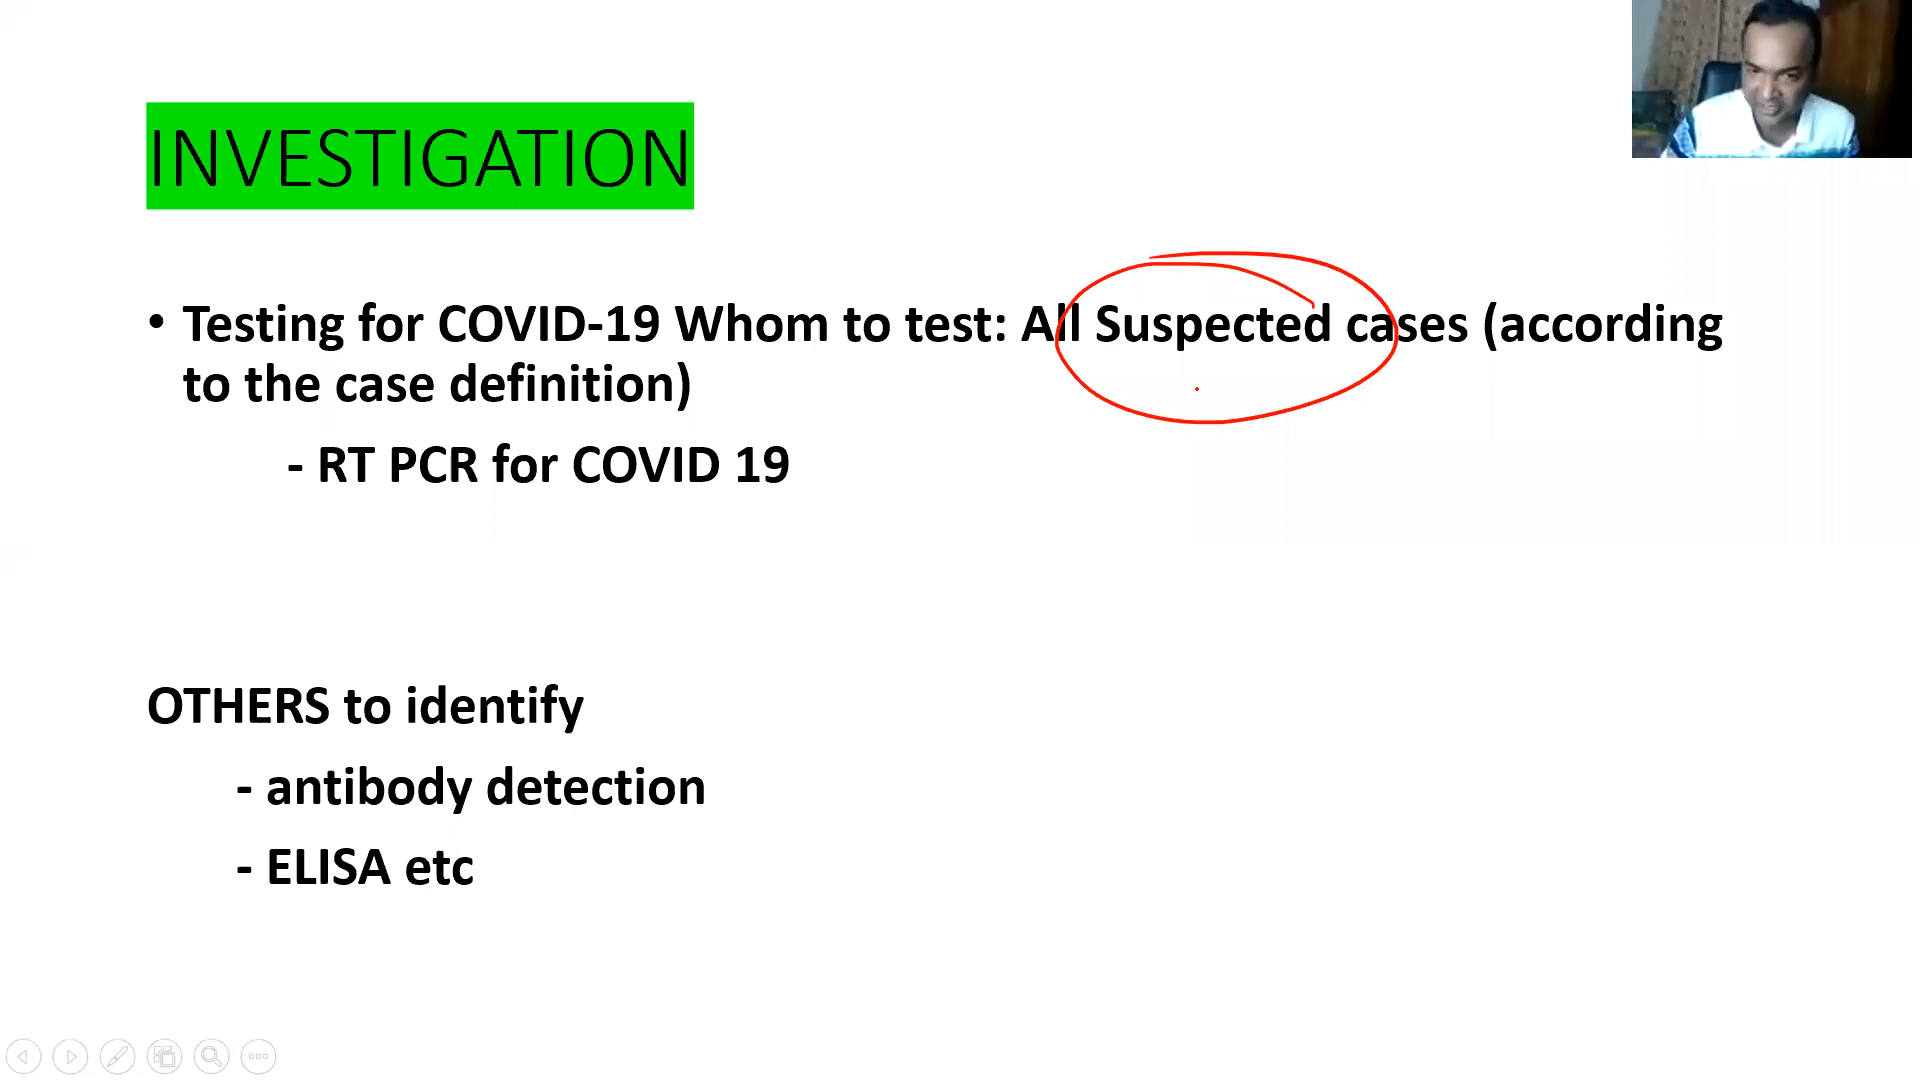 INVESTIGATION
• Testing for COVID-19 Whom to test: All Suspected cases (according
to the case definition)
- RT PCR for COVID 19
OTHERS to identify
- antibody detection
- ELISA etc